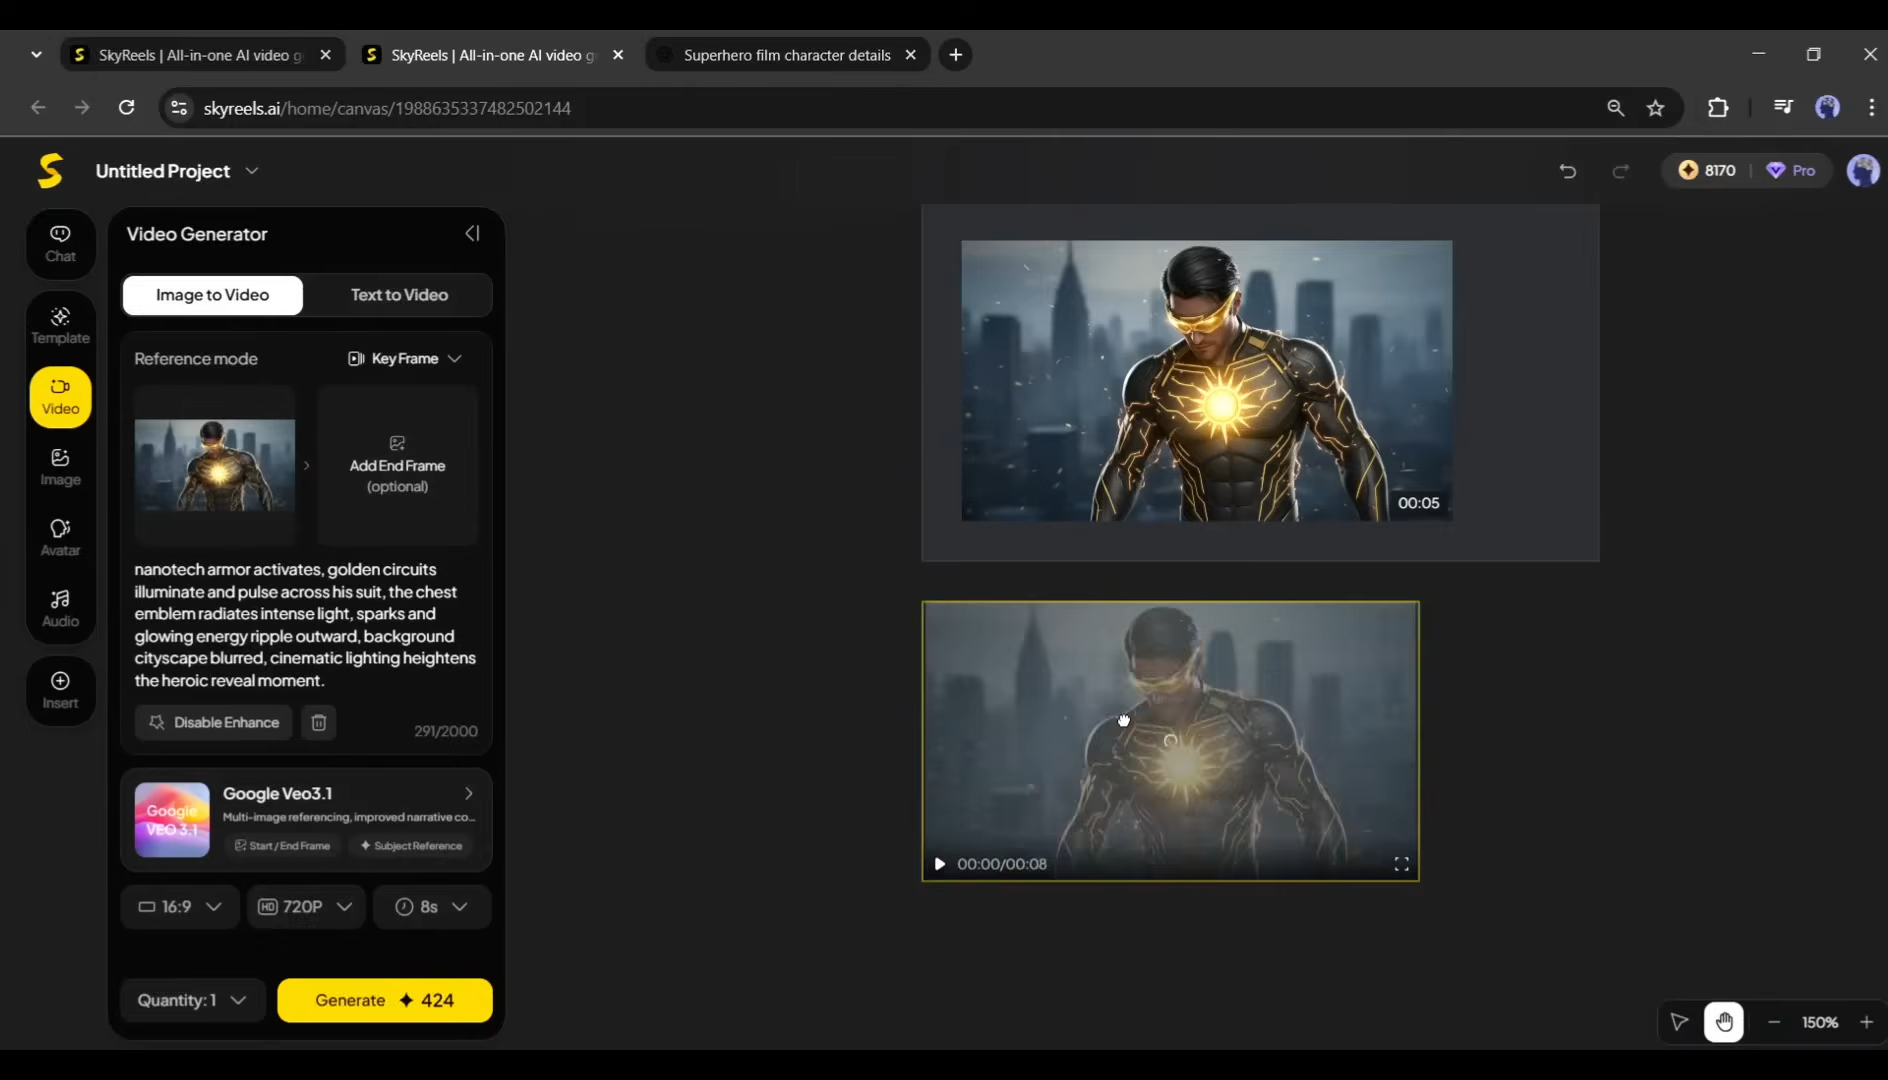 SkyReels | All-in-one AI video g
SkyReels | All-in-one AI video g
Superhero film character details
skyreels.ai/home/canvas/1988635337482502144
Untitled Project
8170
Pro
Chat
Template
Video
Image
Avatar
Audio
Insert
Video Generator
Image to Video
Text to Video
Reference mode
Key Frame
Add End Frame
(optional)
nanotech armor activates, golden circuits
illuminate and pulse across his suit, the chest
emblem radiates intense light, sparks and
glowing energy ripple outward, background
cityscape blurred, cinematic lighting heightens
the heroic reveal moment.
Disable Enhance
291/2000
Google
VEO 3.1
Google Veo3.1
Multi-image referencing, improved narrative co...
Start / End Frame
Subject Reference
16:9
HD 720P
8s
Quantity: 1
Generate 424
00:05
00:00/00:08
150%